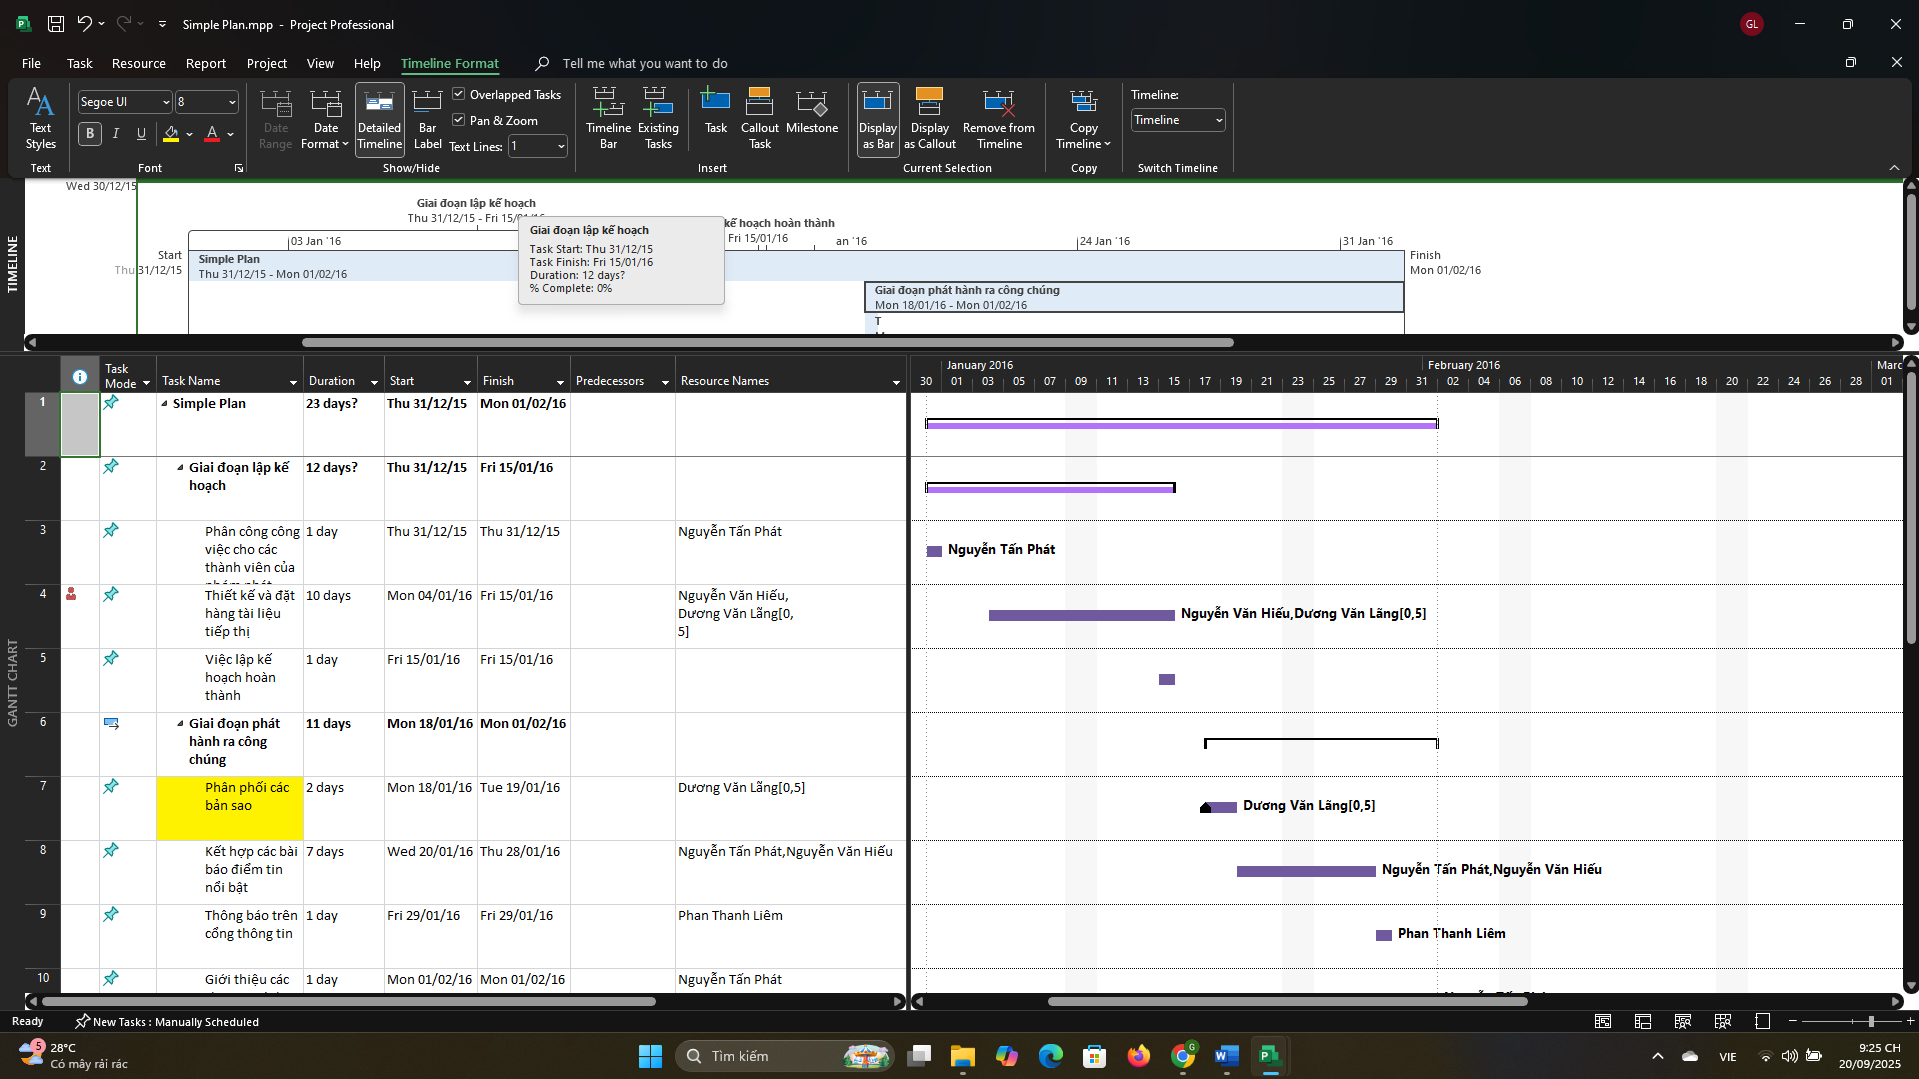 Simple Plan.mpp - Project Professional
GL
File Task Resource Report Project View Help Timeline Format Tell me what you want to do
Text Styles
Text
Segoe UI 8
B I U A
Font
Date Range
Date Format
Detailed Timeline
Bar Label
Overlapped Tasks
Pan & Zoom
Text Lines: 1
Show/Hide
Timeline Bar
Existing Tasks
Task
Callout Task
Milestone
Insert
Display as Bar
Display as Callout
Remove from Timeline
Current Selection
Copy Timeline
Copy
Timeline:
Timeline
Switch Timeline
TIMELINE
Wed 30/12/15
Giai đoạn lập kế hoạch
Thu 31/12/15 - Fri 15/01/16
kế hoạch hoàn thành
Fri 15/01/16
Giai đoạn lập kế hoạch
Task Start: Thu 31/12/15
Task Finish: Fri 15/01/16
Duration: 12 days?
% Complete: 0%
03 Jan '16 an '16 24 Jan '16 31 Jan '16
Start
Thu 31/12/15
Simple Plan
Thu 31/12/15 - Mon 01/02/16
Finish
Mon 01/02/16
Giai đoạn phát hành ra công chúng
Mon 18/01/16 - Mon 01/02/16
T
GANTT CHART
Task Mode Task Name Duration Start Finish Predecessors Resource Names
January 2016 February 2016 Marc
30 01 03 05 07 09 11 13 15 17 19 21 23 25 27 29 31 02 04 06 08 10 12 14 16 18 20 22 24 26 28 01
1 Simple Plan 23 days? Thu 31/12/15 Mon 01/02/16
2 Giai đoạn lập kế hoạch 12 days? Thu 31/12/15 Fri 15/01/16
3 Phân công công việc cho các thành viên của 1 day Thu 31/12/15 Thu 31/12/15 Nguyễn Tấn Phát
Nguyễn Tấn Phát
4 Thiết kế và đặt hàng tài liệu tiếp thị 10 days Mon 04/01/16 Fri 15/01/16 Nguyễn Văn Hiếu, Dương Văn Lãng[0, 5]
Nguyễn Văn Hiếu,Dương Văn Lãng[0,5]
5 Việc lập kế hoạch hoàn thành 1 day Fri 15/01/16 Fri 15/01/16
6 Giai đoạn phát hành ra công chúng 11 days Mon 18/01/16 Mon 01/02/16
7 Phân phối các bản sao 2 days Mon 18/01/16 Tue 19/01/16 Dương Văn Lãng[0,5]
Dương Văn Lãng[0,5]
8 Kết hợp các bài báo điểm tin nổi bật 7 days Wed 20/01/16 Thu 28/01/16 Nguyễn Tấn Phát,Nguyễn Văn Hiếu
Nguyễn Tấn Phát,Nguyễn Văn Hiếu
9 Thông báo trên cổng thông tin 1 day Fri 29/01/16 Fri 29/01/16 Phan Thanh Liêm
Phan Thanh Liêm
10 Giới thiệu các 1 day Mon 01/02/16 Mon 01/02/16 Nguyễn Tấn Phát
Ready New Tasks : Manually Scheduled
5
28°C
Có mây rải rác
Tìm kiếm
G
VIE
9:25 CH
20/09/2025